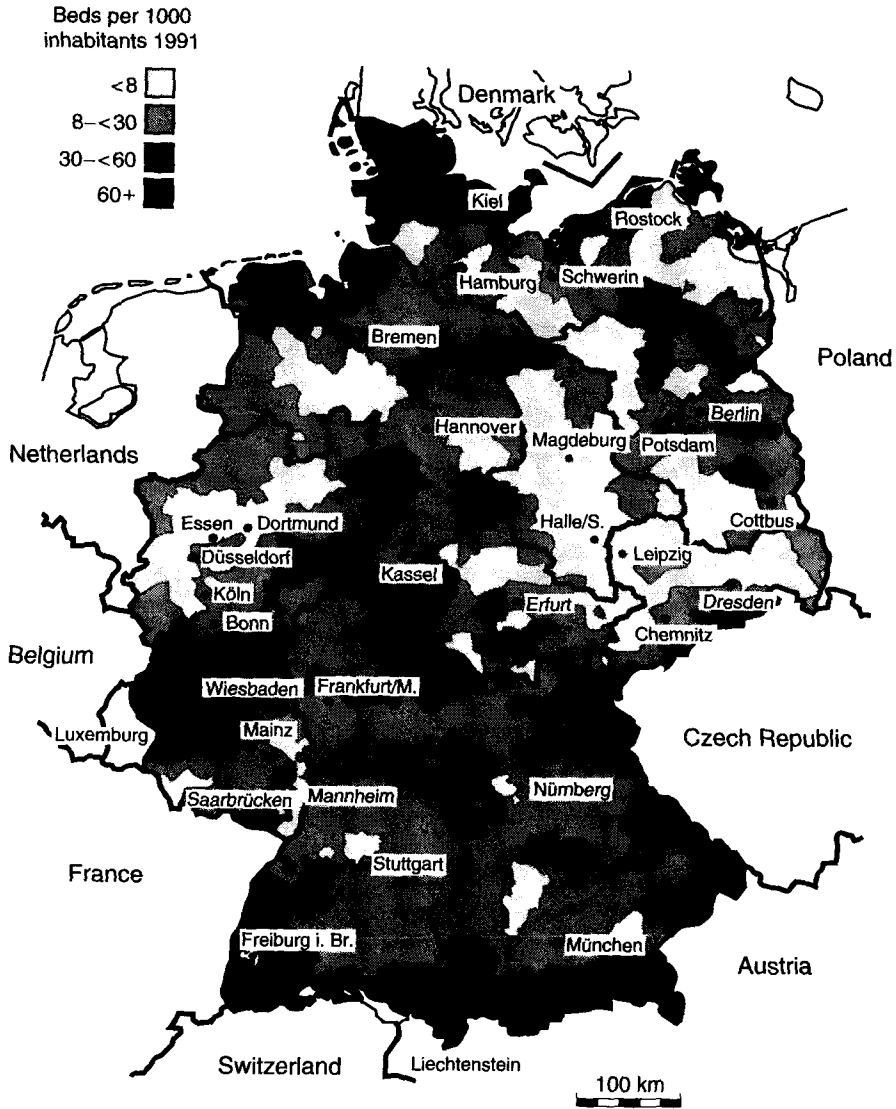 Beds per 1000
inhabitants 1991
<8
8–<30
30–<60
60+
Denmark
Kiel
Rostock
Hamburg
Schwerin
Bremen
Poland
Berlin
Hannover
Magdeburg
Potsdam
Netherlands
Essen
Dortmund
Halle/S.
Cottbus
Düsseldorf
Leipzig
Kassel
Köln
Erfurt
Dresden
Bonn
Chemnitz
Belgium
Wiesbaden
Frankfurt/M.
Luxemburg
Mainz
Czech Republic
Saarbrücken
Mannheim
Nürnberg
Stuttgart
France
Freiburg i. Br.
München
Austria
Switzerland
Liechtenstein
100 km